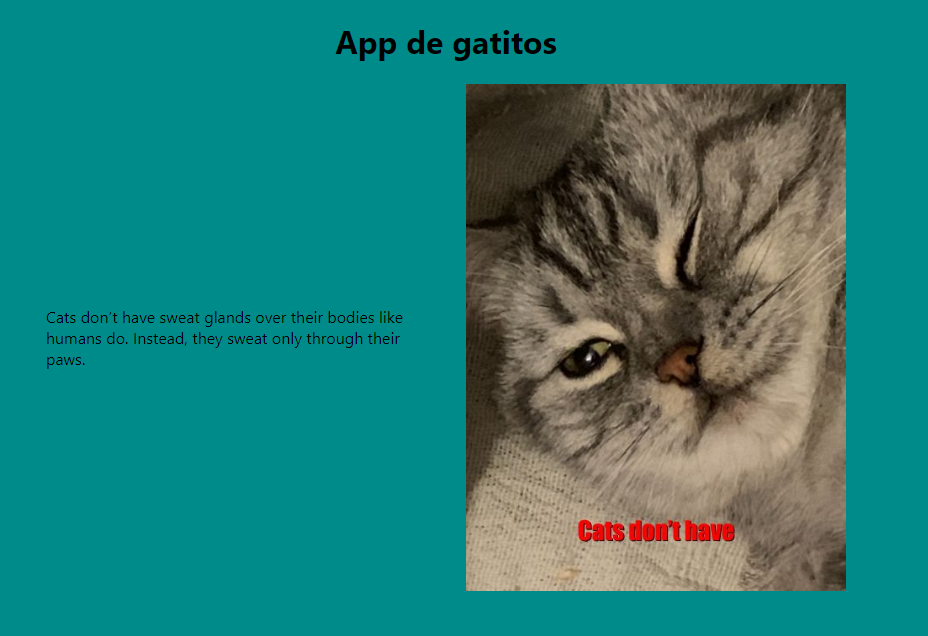 App de gatitos
Cats don't have sweat glands over their bodies like
humans do. Instead, they sweat only through their
paws.
Cats don't have